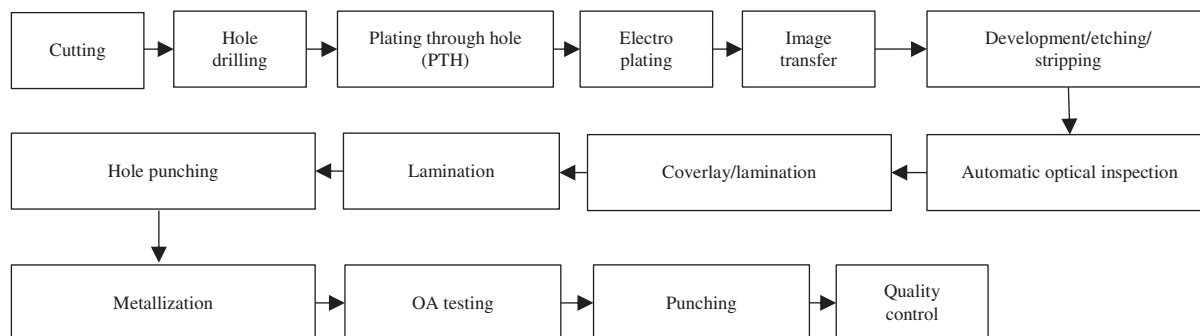 Cutting
Hole
drilling
Plating through hole
(PTH)
Electro
plating
Image
transfer
Development/etching/
stripping
Hole punching
Lamination
Coverlay/lamination
Automatic optical inspection
Metallization
OA testing
Punching
Quality
control